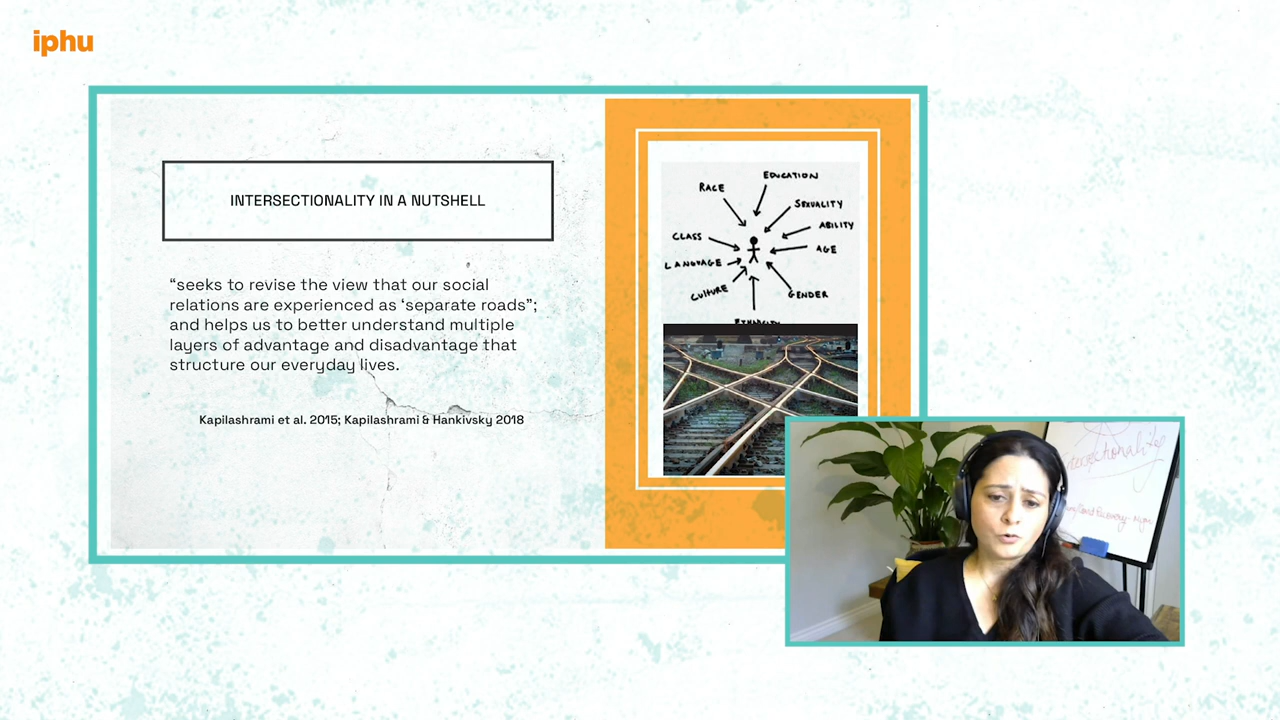 iphu
INTERSECTIONALITY IN A NUTSHELL
“seeks to revise the view that our social
relations are experienced as ‘separate roads”;
and helps us to better understand multiple
layers of advantage and disadvantage that
structure our everyday lives.
Kapilashrami et al. 2015; Kapilashrami & Hankivsky 2018
EDUCATION
RACE
SEXUALITY
ABILITY
CLASS
AGE
LANGUAGE
CULTURE
GENDER